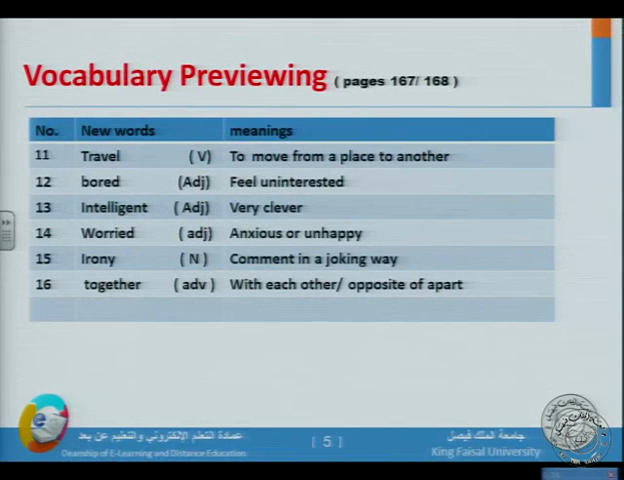 Vocabulary Previewing ( pages 167/ 168 )
No. New words meanings
11 Travel ( V) To move from a place to another
12 bored (Adj) Feel uninterested
13 Intelligent ( Adj) Very clever
14 Worried ( adj) Anxious or unhappy
15 Irony ( N ) Comment in a joking way
16 together ( adv ) With each other/ opposite of apart
عمادة التعلم الإلكتروني والتعليم عن بعد
Deanship of E-Learning and Distance Education
[ 5 ]
جامعة الملك فيصل
King Faisal University